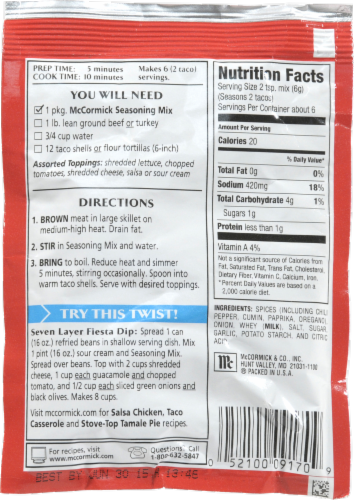 PREP TIME: 5 minutes Makes 6 (2 taco)
COOK TIME: 10 minutes servings.
YOU WILL NEED
1 pkg. McCormick Seasoning Mix
1 lb. lean ground beef or turkey
3/4 cup water
12 taco shells or flour tortillas (6-inch)
Assorted Toppings: shredded lettuce, chopped
tomatoes, shredded cheese, salsa or sour cream
DIRECTIONS
1. BROWN meat in large skillet on
medium-high heat. Drain fat.
2. STIR in Seasoning Mix and water.
3. BRING to boil. Reduce heat and simmer
5 minutes, stirring occasionally. Spoon into
warm taco shells. Serve with desired toppings.
TRY THIS TWIST!
Seven Layer Fiesta Dip: Spread 1 can
(16 oz.) refried beans in shallow serving dish. Mix
1 pint (16 oz.) sour cream and Seasoning Mix.
Spread over beans. Top with 2 cups shredded
cheese, 1 cup each guacamole and chopped
tomato, and 1/2 cup each sliced green onions and
black olives. Makes 8 cups.
Visit mccormick.com for Salsa Chicken, Taco
Casserole and Stove-Top Tamale Pie recipes.
For recipes, visit
www.mccormick.com
Questions? Call
1-800-632-5847
BEST BY JUN 30 15
Nutrition Facts
Serving Size 2 tsp. mix (6g)
(Seasons 2 tacos)
Servings Per Container about 6
Amount Per Serving
Calories 20
% Daily Value*
Total Fat 0g 0%
Sodium 420mg 18%
Total Carbohydrate 4g 1%
Sugars 1g
Protein less than 1g
Vitamin A 4%
Not a significant source of Calories from
Fat, Saturated Fat, Trans Fat, Cholesterol,
Dietary Fiber, Vitamin C, Calcium, Iron.
*Percent Daily Values are based on a
2,000 calorie diet.
INGREDIENTS: SPICES (INCLUDING CHILI
PEPPER, CUMIN, PAPRIKA, OREGANO),
ONION, WHEY (MILK), SALT, SUGAR,
GARLIC, POTATO STARCH, AND CITRIC
ACID.
Mc
McCORMICK & CO., INC.
HUNT VALLEY, MD 21031-1100
® PACKED IN U.S.A.
0 52100 09170 9